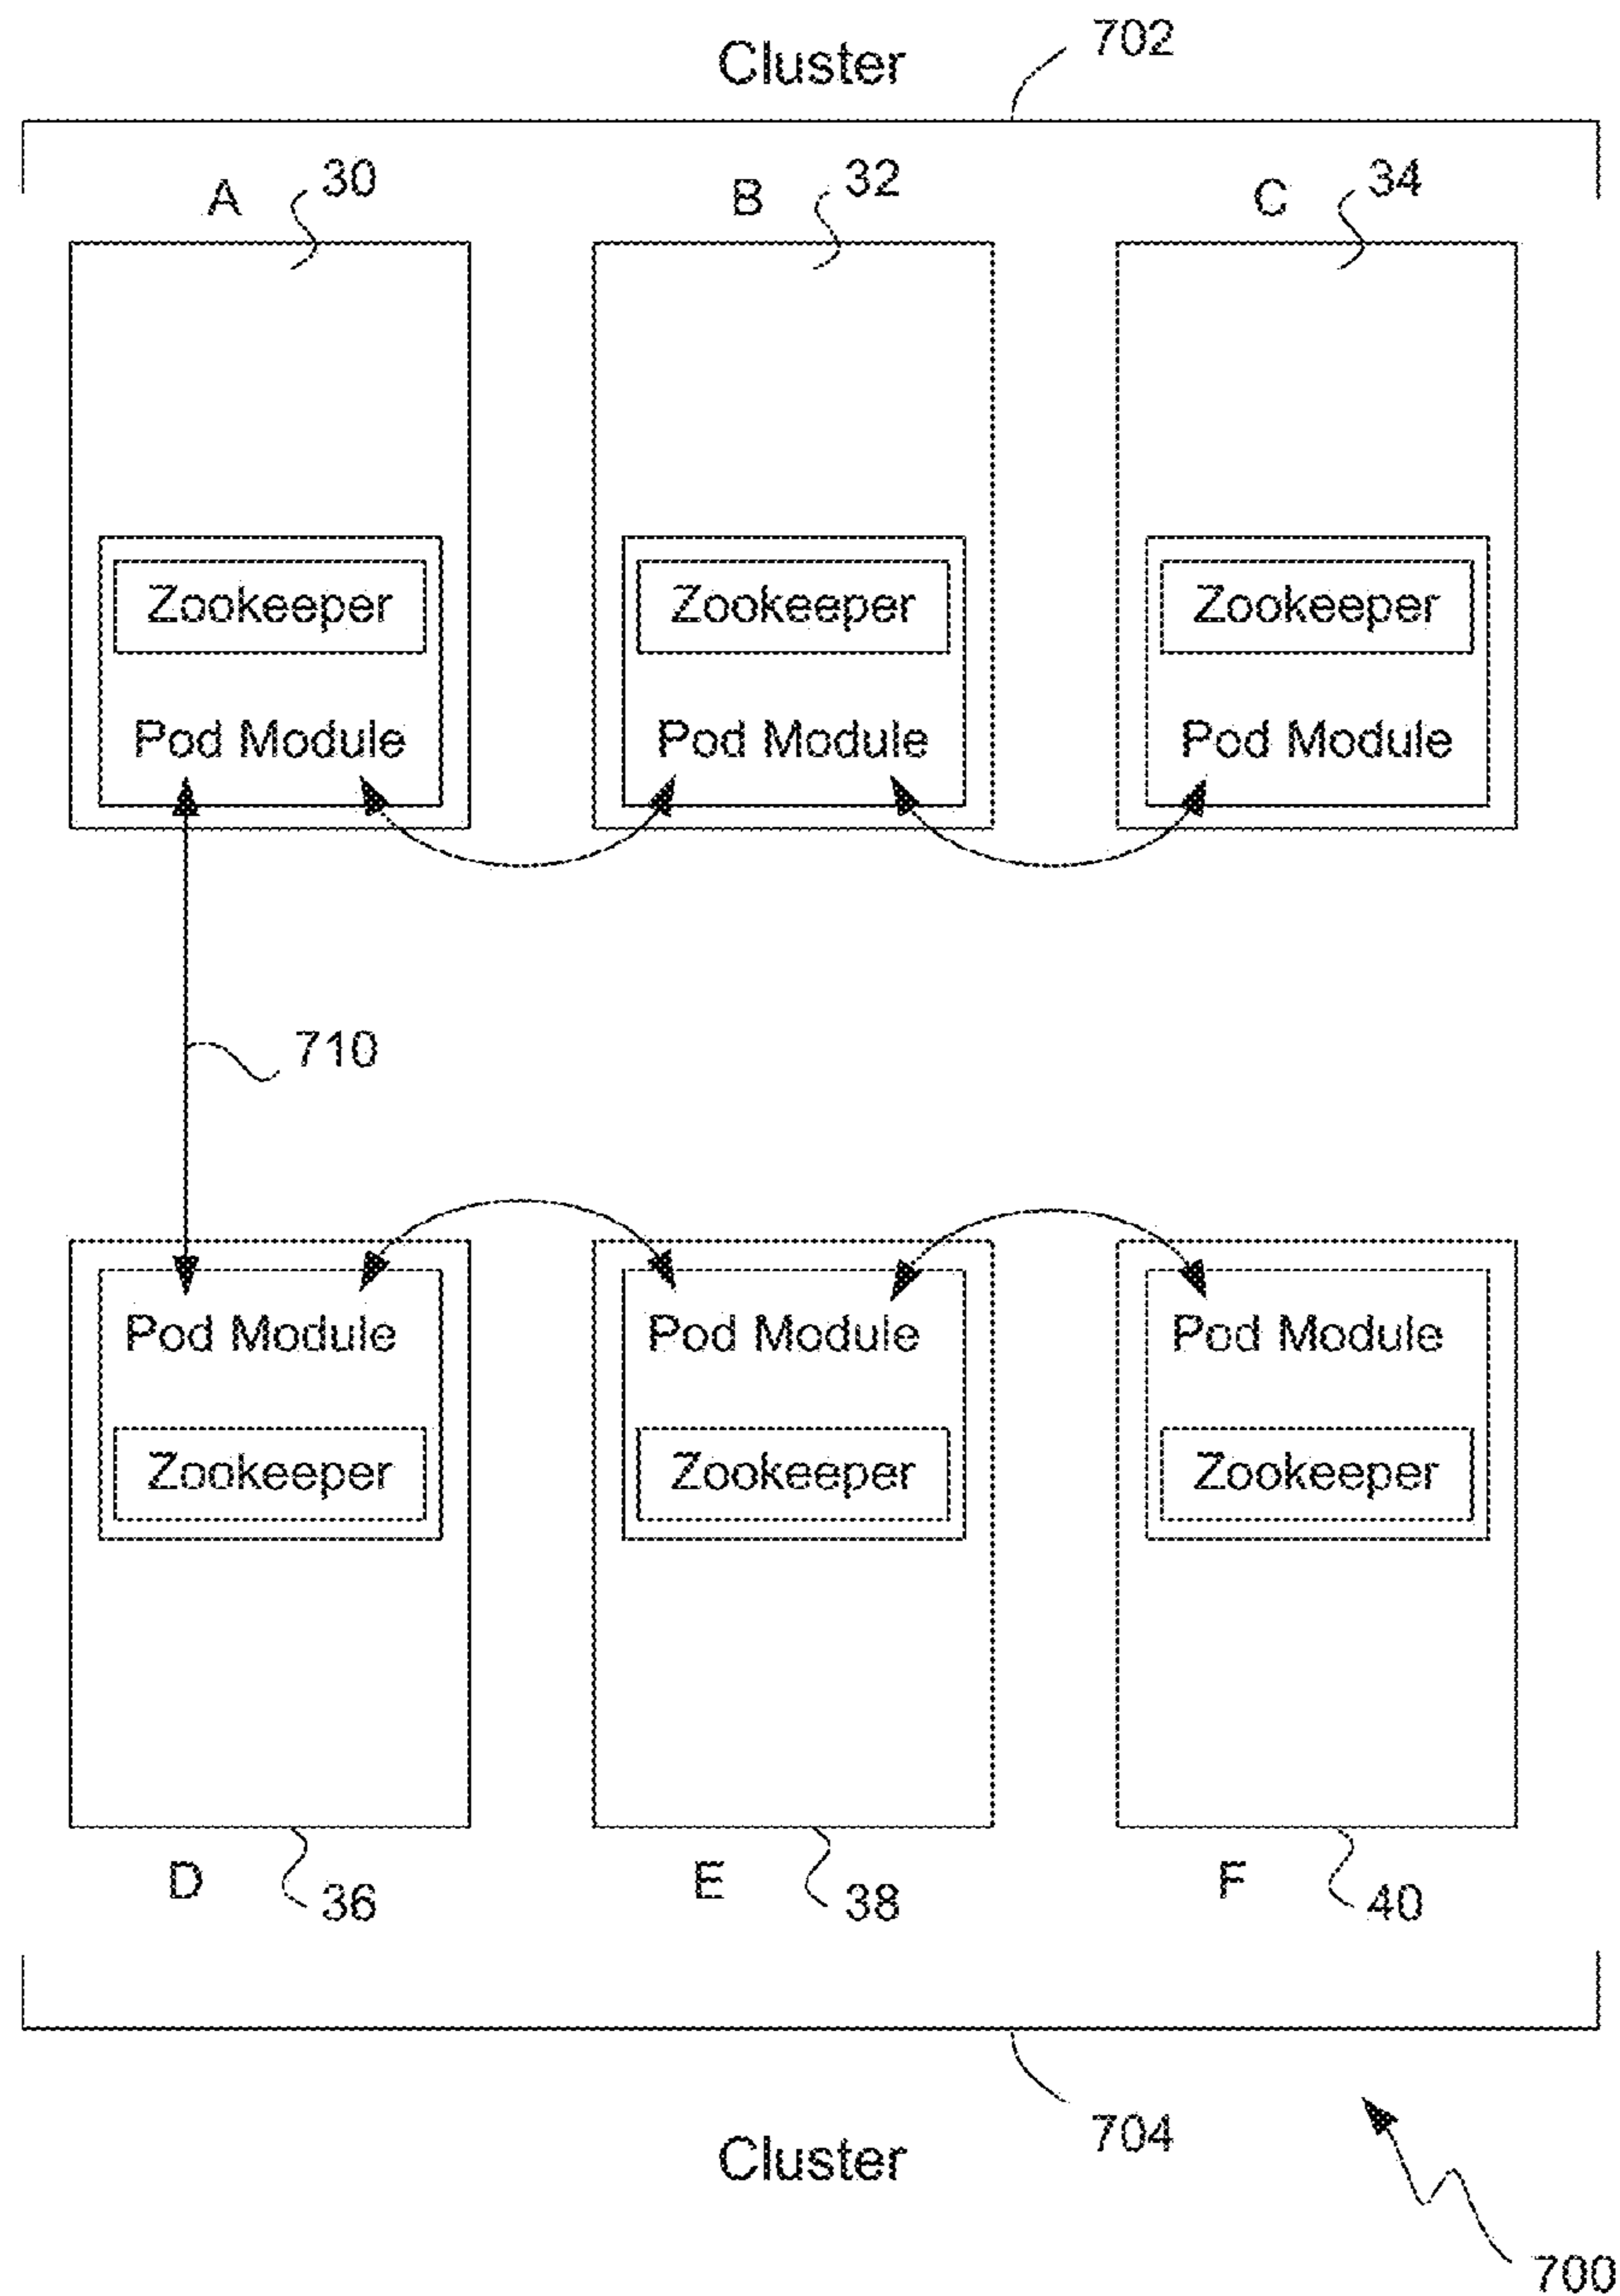 Cluster 702
A 30 B 32 C 34
Zookeeper Zookeeper Zookeeper
Pod Module Pod Module Pod Module
710
Pod Module Pod Module Pod Module
Zookeeper Zookeeper Zookeeper
D 36 E 38 F 40
Cluster 704
700